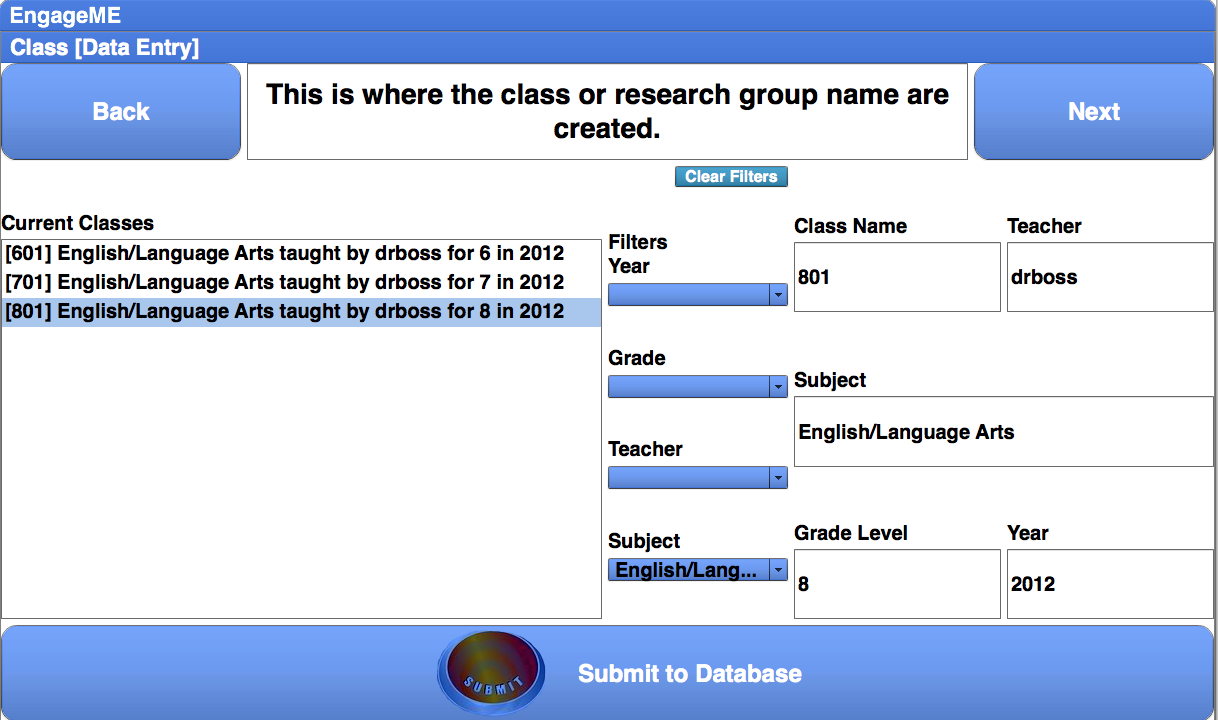 EngageME
Class [Data Entry]
Back
This is where the class or research group name are
created.
Next
Clear Filters
Current Classes
[601] English/Language Arts taught by drboss for 6 in 2012
[701] English/Language Arts taught by drboss for 7 in 2012
[801] English/Language Arts taught by drboss for 8 in 2012
Filters
Year
Grade
Teacher
Subject
English/Lang...
Class Name
801
Teacher
drboss
Subject
English/Language Arts
Grade Level
8
Year
2012
SUBMIT
Submit to Database